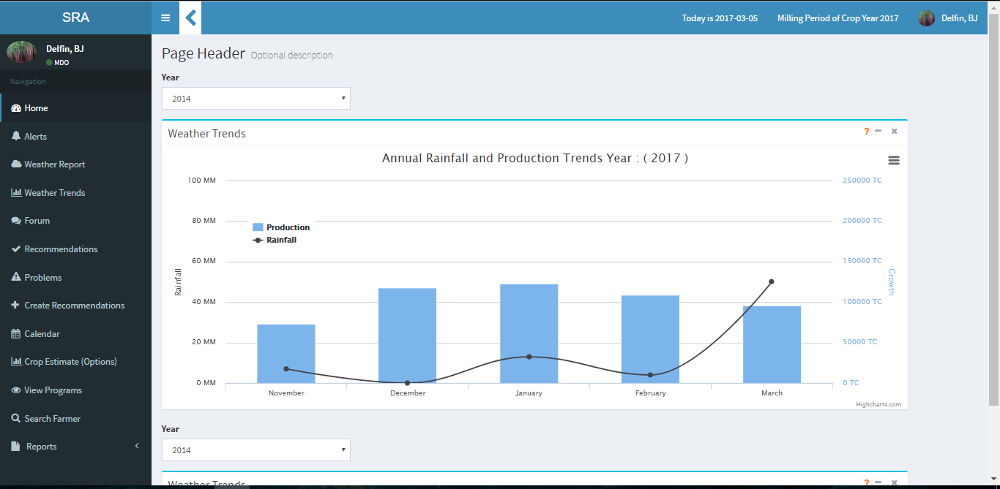 SRA
Today is 2017-03-05 Milling Period of Crop Year 2017 Delfin, BJ
Delfin, BJ
MDO
Navigation
Home
Alerts
Weather Report
Weather Trends
Forum
Recommendations
Problems
Create Recommendations
Calendar
Crop Estimate (Options)
View Programs
Search Farmer
Reports
Page Header Optional description
Year
2014
Weather Trends
?
Annual Rainfall and Production Trends Year : ( 2017 )
100 MM 250000 TC
80 MM 200000 TC
Production
Rainfall
60 MM 150000 TC
Rainfall
Growth
40 MM 100000 TC
20 MM 50000 TC
0 MM 0 TC
November December January February March
Highcharts.com
Year
2014
Weather Trends
?